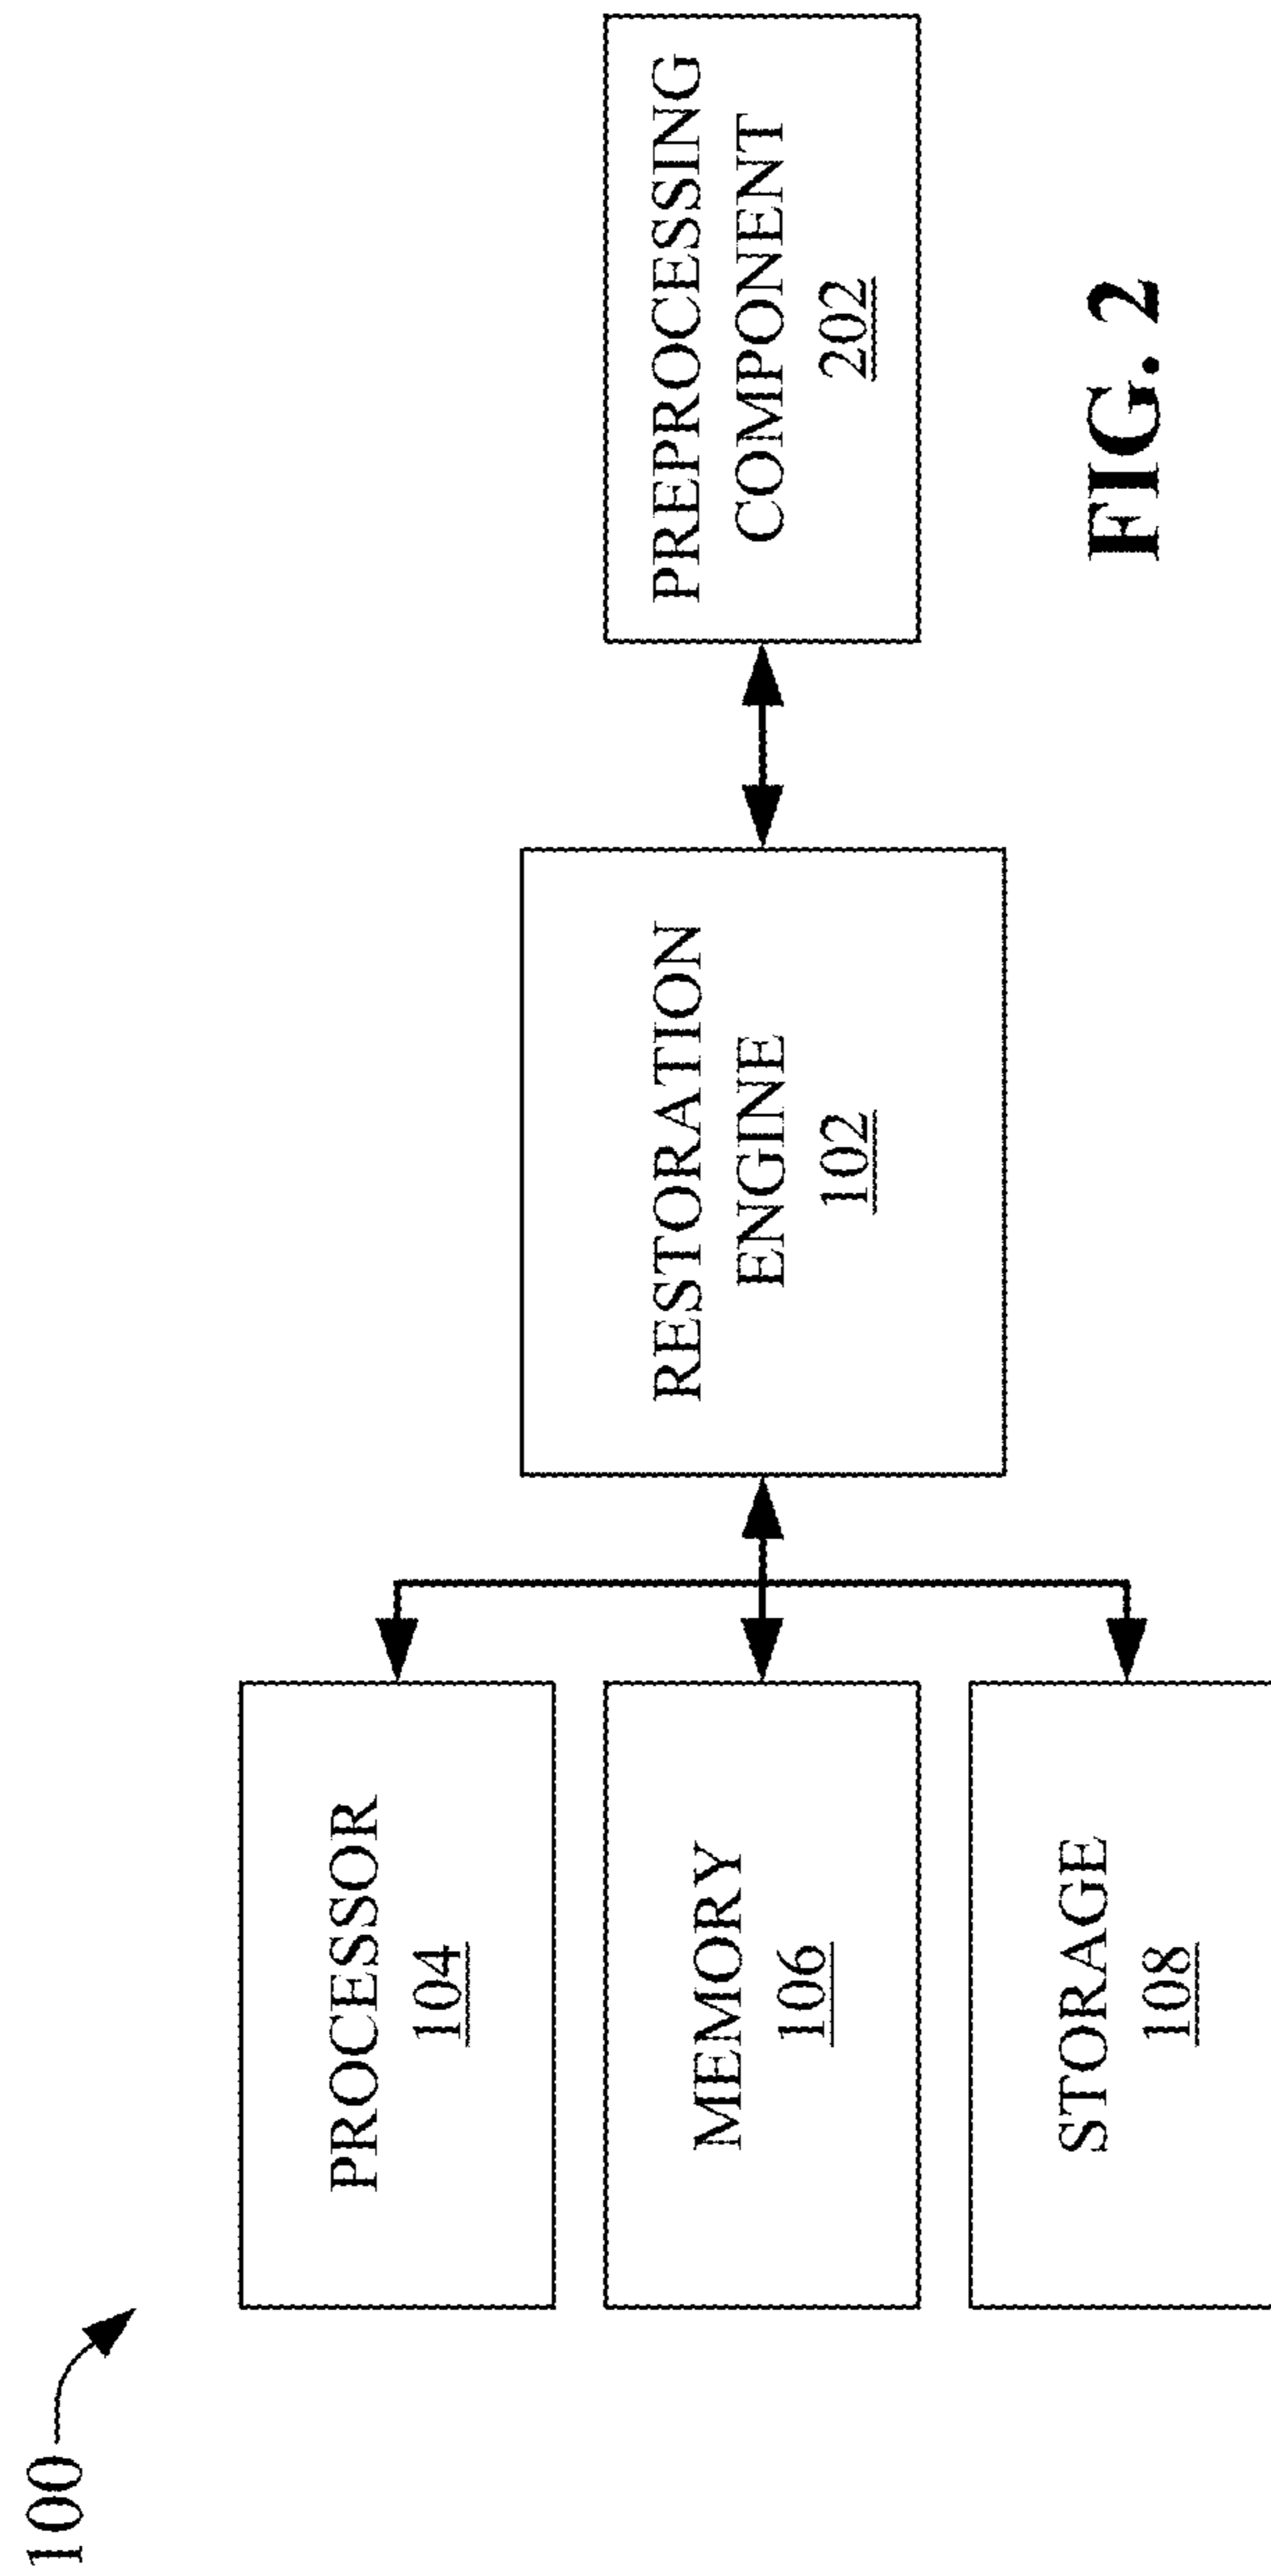 100
PROCESSOR
104
MEMORY
106
STORAGE
108
RESTORATION
ENGINE
102
PREPROCESSING
COMPONENT
202
FIG. 2